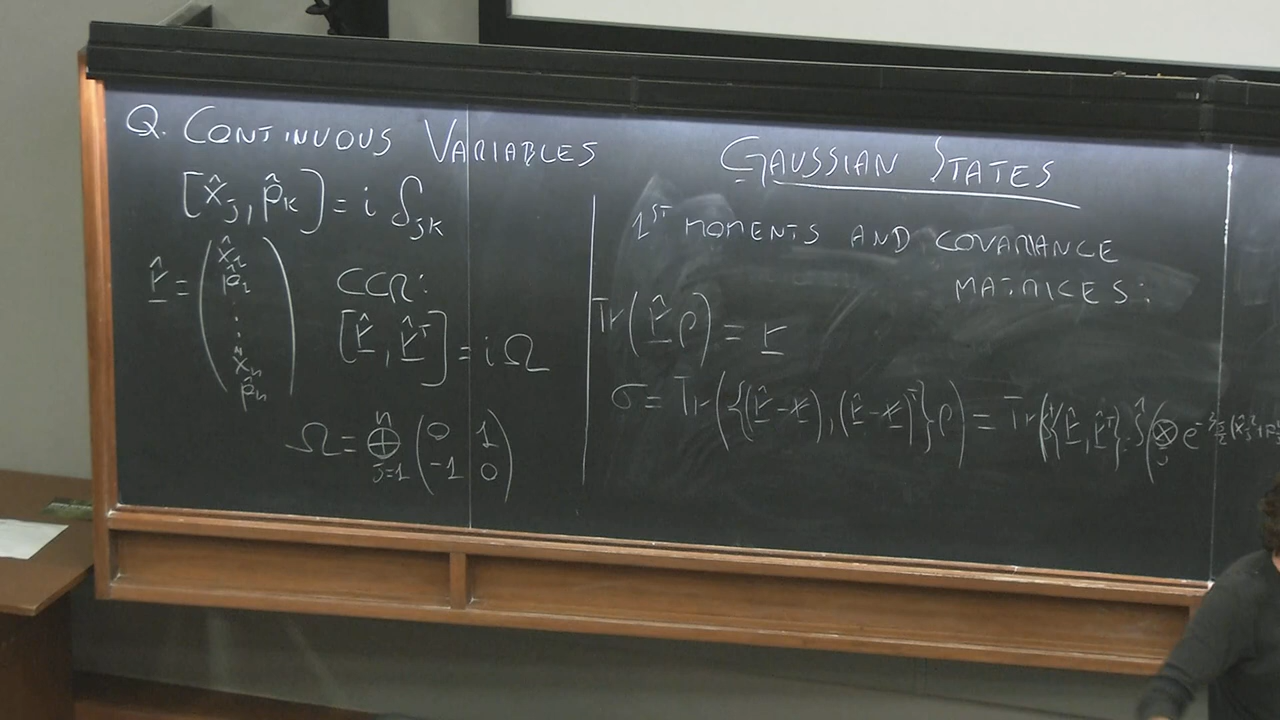 Q. CONTINUOUS VARIABLES
[x̂_j, p̂_k] = i δ_jk
r̂ = (x̂_1 p̂_1 ⋮ x̂_n p̂_n)
CCR:
[r̂, r̂^T] = i Ω
Ω = ⊕_{j=1}^{n} (0 1 -1 0)
GAUSSIAN STATES
1ST MOMENTS AND COVARIANCE
MATRICES:
Tr(r̂ρ) = r
σ = Tr({(r̂-r), (r̂-r)^T}ρ) = Tr({r̂, r̂^T}